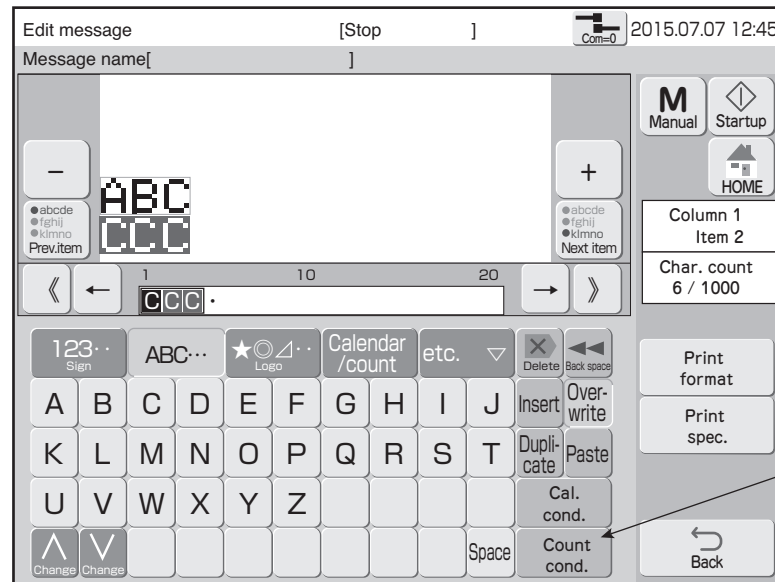 Edit message [Stop ] Com=0 2015.07.07 12:45
Message name[ ]
M
Manual
Startup
HOME
−
+
●abcde
●fghij
●klmno
Prev.item
●abcde
●fghij
●klmno
Next item
ABC
CCC
Column 1
Item 2
Char. count
6 / 1000
《 ←
1 10 20
CCC·
→ 》
123··
Sign
ABC···
★◎⊿··
Logo
Calendar
/count
etc. ▽
Delete
Back space
A B C D E F G H I J
Insert
Over-
write
K L M N O P Q R S T
Dupli-
cate
Paste
U V W X Y Z
Cal.
cond.
Change
Change
Space
Count
cond.
Print
format
Print
spec.
Back